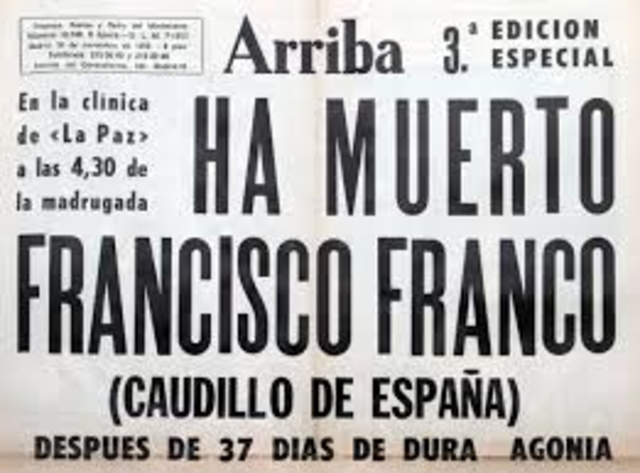 Arriba
3.ª EDICION
ESPECIAL
En la clínica
de «La Paz»
a las 4,30 de
la madrugada
HA MUERTO
FRANCISCO FRANCO
(CAUDILLO DE ESPAÑA)
DESPUES DE 37 DIAS DE DURA AGONIA